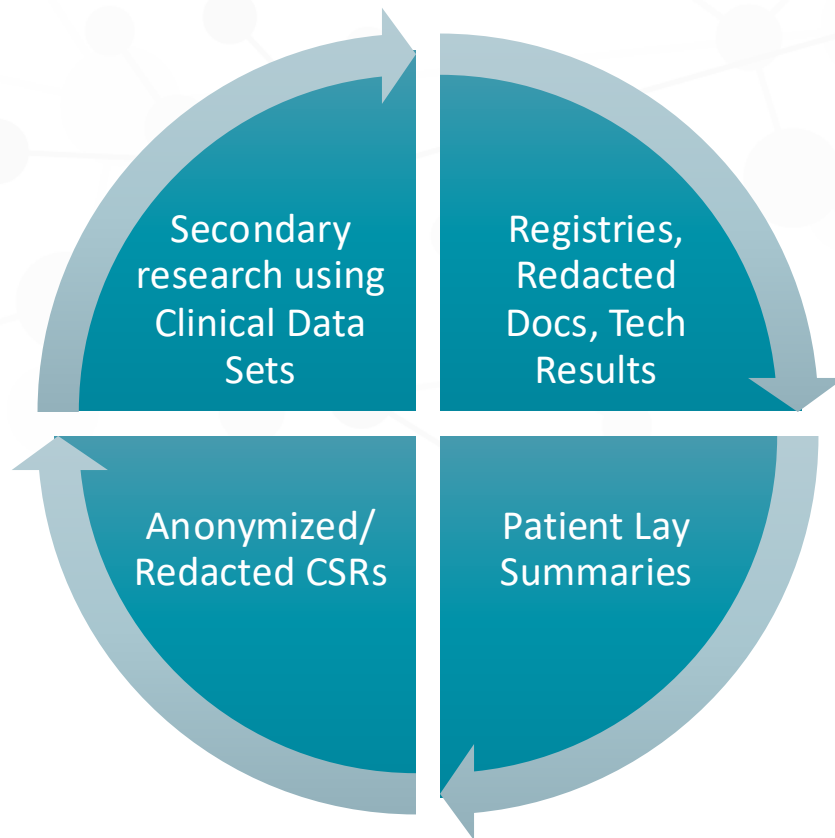 Secondary
research using
Clinical Data
Sets
Registries,
Redacted
Docs, Tech
Results
Anonymized/
Redacted CSRs
Patient Lay
Summaries